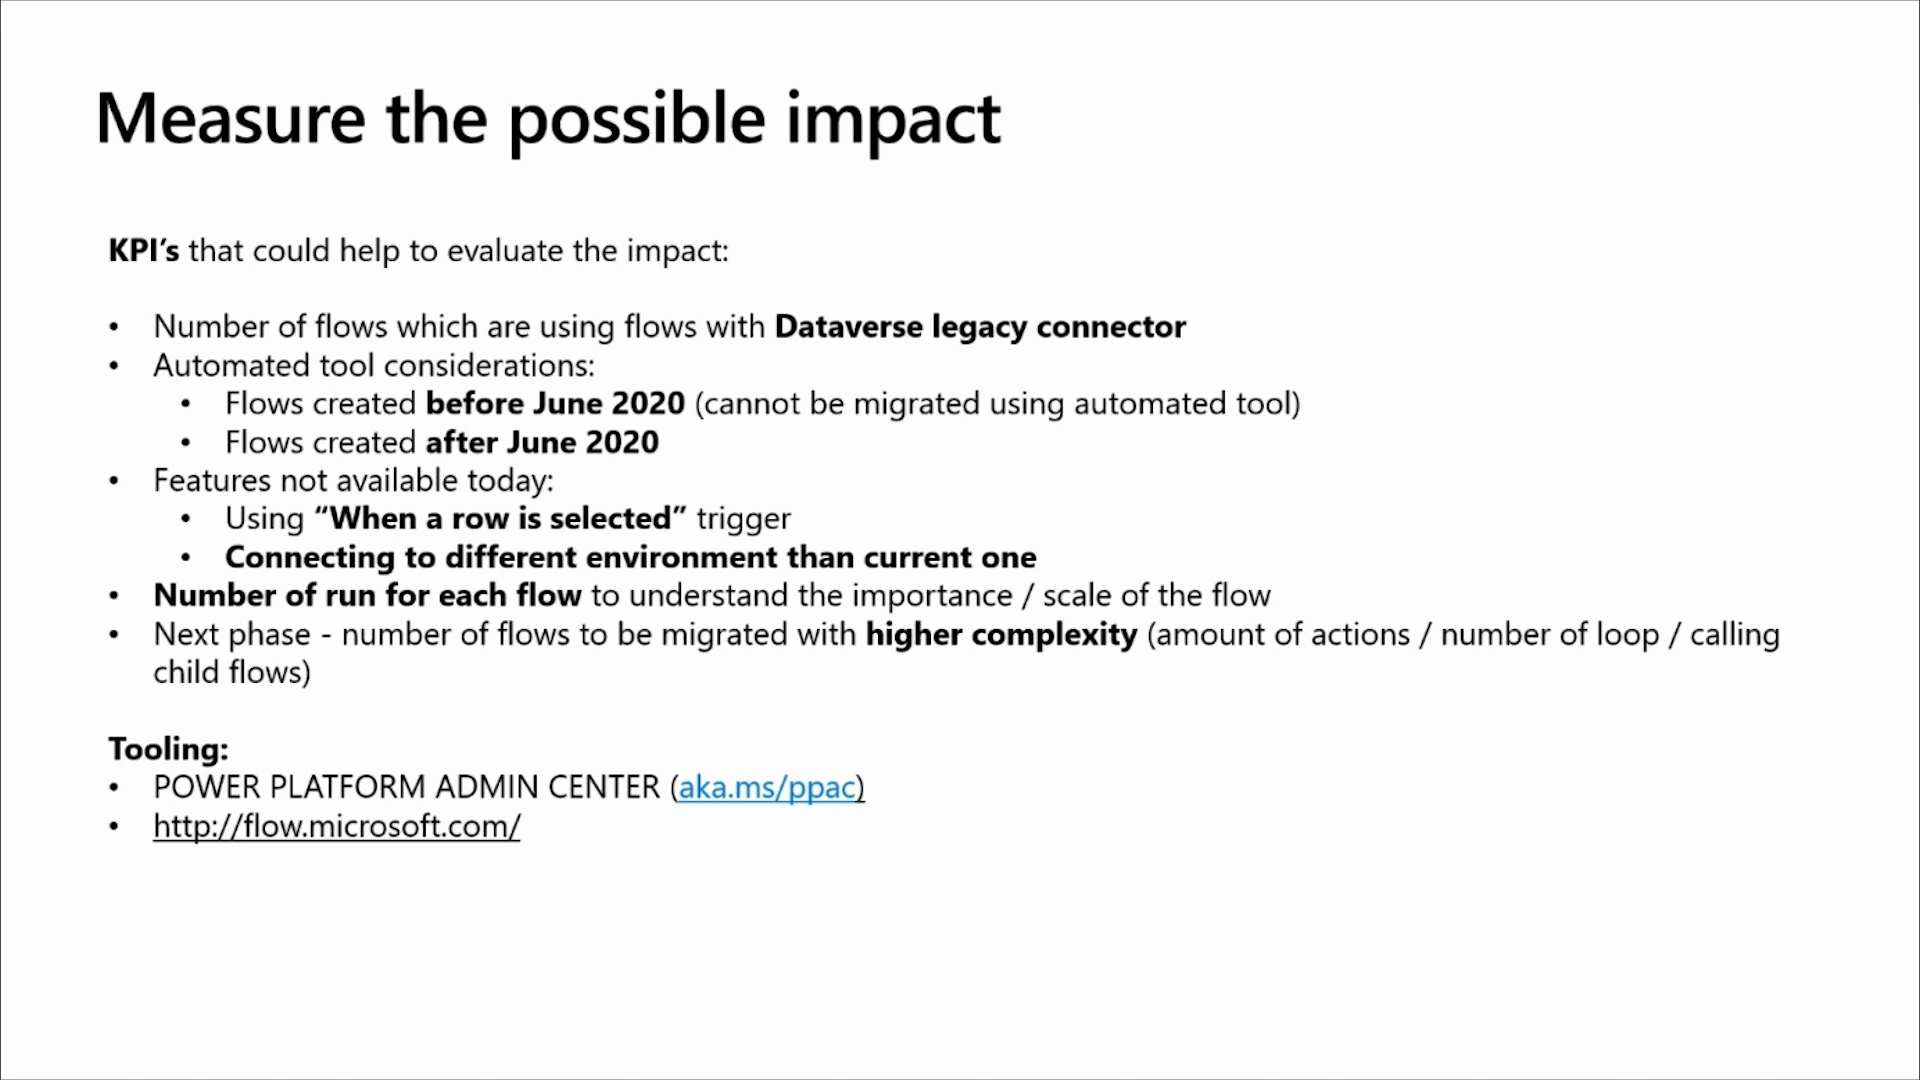 Measure the possible impact
KPI’s that could help to evaluate the impact:
• Number of flows which are using flows with Dataverse legacy connector
• Automated tool considerations:
• Flows created before June 2020 (cannot be migrated using automated tool)
• Flows created after June 2020
• Features not available today:
• Using “When a row is selected” trigger
• Connecting to different environment than current one
• Number of run for each flow to understand the importance / scale of the flow
• Next phase - number of flows to be migrated with higher complexity (amount of actions / number of loop / calling
child flows)
Tooling:
• POWER PLATFORM ADMIN CENTER (aka.ms/ppac)
• http://flow.microsoft.com/